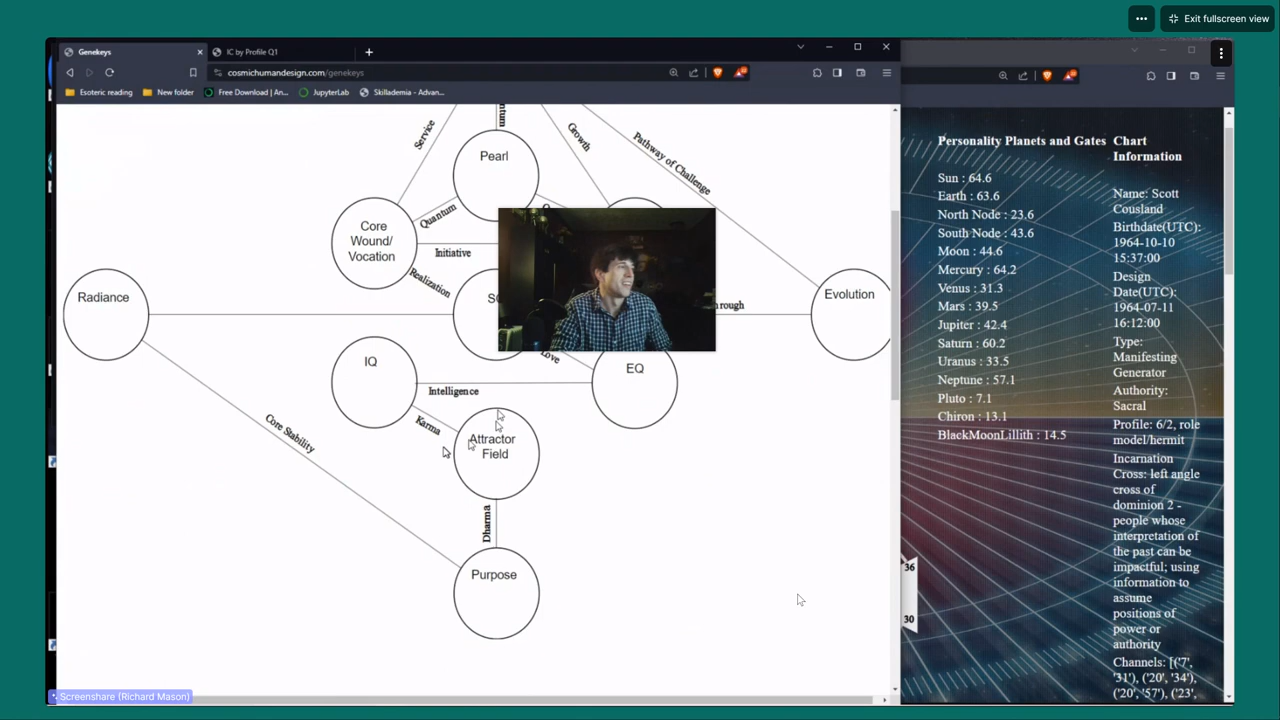 Exit fullscreen view
Genekeys
IC by Profile Q1
cosmichumandesign.com/genekeys
Esoteric reading
New folder
Free Download | An...
JupyterLab
Skillademia - Advan...
Service
Growth
Pathway of Challenge
Pearl
Quantum
Core
Wound/
Vocation
Initiative
Realization
Radiance
Evolution
rough
Love
IQ
EQ
Intelligence
Karma
Attractor
Field
Core Stability
Dharma
Purpose
Personality Planets and Gates
Sun : 64.6
Earth : 63.6
North Node : 23.6
South Node : 43.6
Moon : 44.6
Mercury : 64.2
Venus : 31.3
Mars : 39.5
Jupiter : 42.4
Saturn : 60.2
Uranus : 33.5
Neptune : 57.1
Pluto : 7.1
Chiron : 13.1
BlackMoonLillith : 14.5
Chart
Information
Name: Scott
Cousland
Birthdate(UTC):
1964-10-10
15:37:00
Design
Date(UTC):
1964-07-11
16:12:00
Type:
Manifesting
Generator
Authority:
Sacral
Profile: 6/2, role
model/hermit
Incarnation
Cross: left angle
cross of
dominion 2 -
people whose
interpretation of
the past can be
impactful; using
information to
assume
positions of
power or
authority
Channels: [('7',
'31'), ('20', '34'),
('20', '57'), ('23',
36
30
Screenshare (Richard Mason)